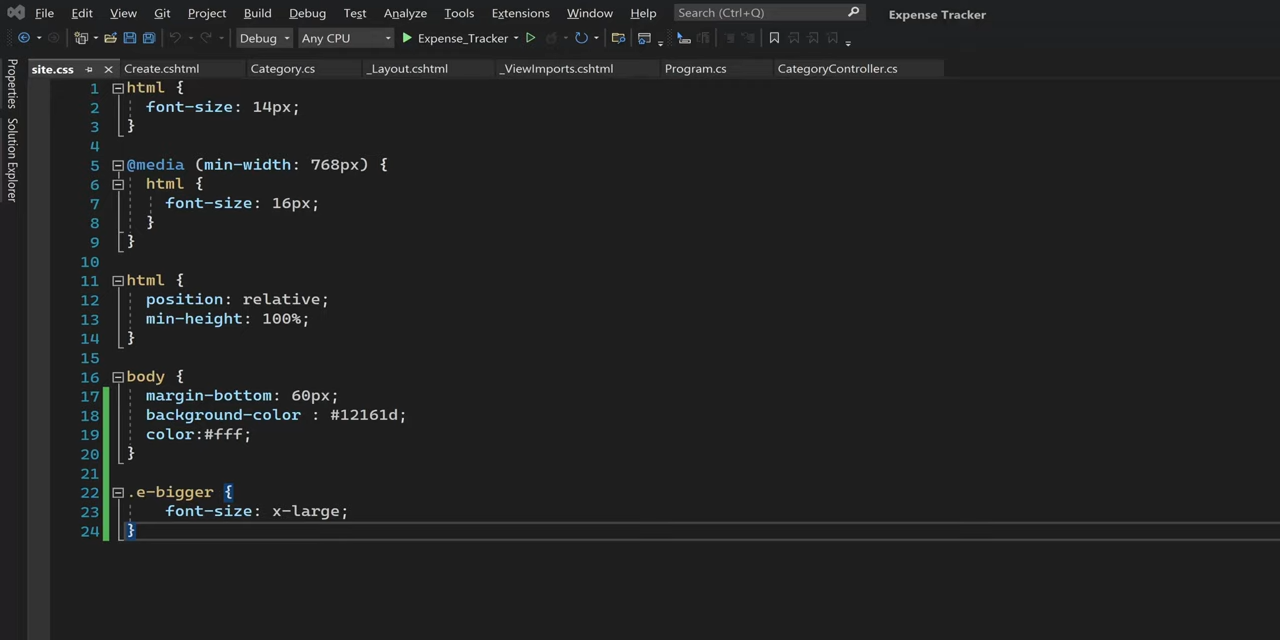 File Edit View Git Project Build Debug Test Analyze Tools Extensions Window Help Search (Ctrl+Q) Expense Tracker
Debug Any CPU Expense_Tracker
site.css Create.cshtml Category.cs _Layout.cshtml _ViewImports.cshtml Program.cs CategoryController.cs
Properties
Solution Explorer
1 html {
2 font-size: 14px;
3 }
4
5 @media (min-width: 768px) {
6 html {
7 font-size: 16px;
8 }
9 }
10
11 html {
12 position: relative;
13 min-height: 100%;
14 }
15
16 body {
17 margin-bottom: 60px;
18 background-color : #12161d;
19 color:#fff;
20 }
21
22 .e-bigger {
23 font-size: x-large;
24 }